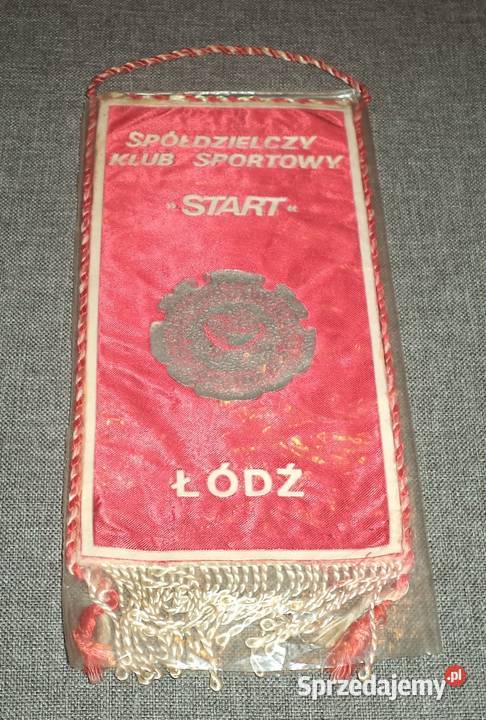 SPÓŁDZIELCZY
KLUB SPORTOWY
»START«
ŁÓDŹ
Sprzedajemy.pl